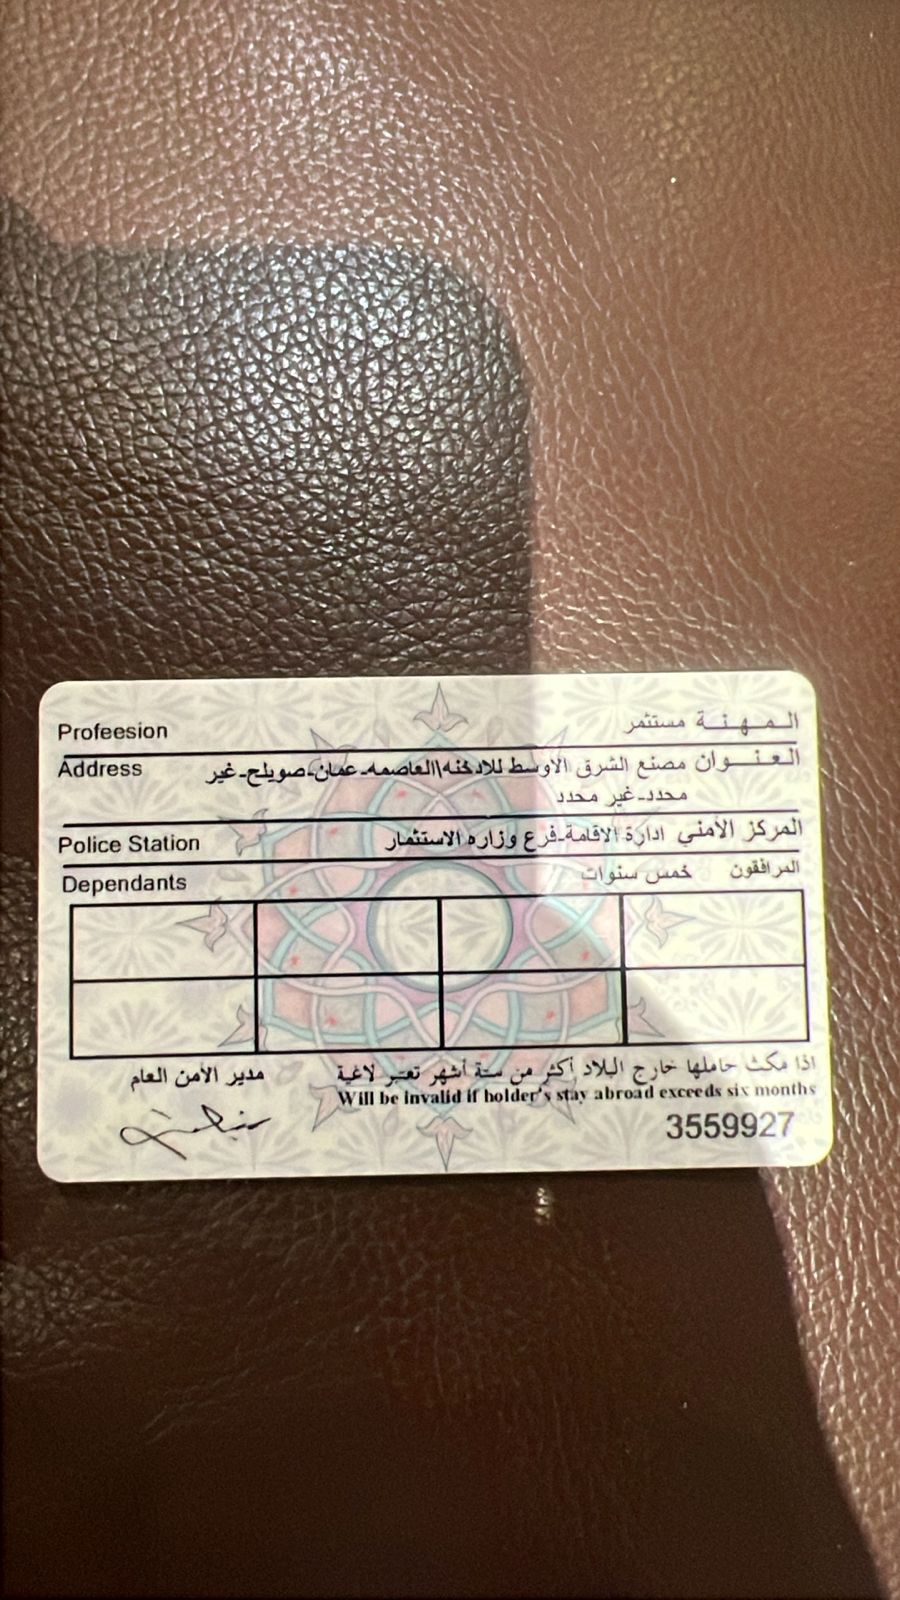 Profeesion المهنة مستثمر
Address العنوان مصنع الشرق الاوسط للادخنه\العاصمه-عمان-صويلح-غير
محدد-غير محدد
Police Station المركز الأمني ادارة الاقامة-فرع وزاره الاستثمار
Dependants المرافقون خمس سنوات
اذا مكث حاملها خارج البلاد أكثر من ستة أشهر تعتبر لاغية
مدير الأمن العام
Will be invalid if holder's stay abroad exceeds six months
3559927